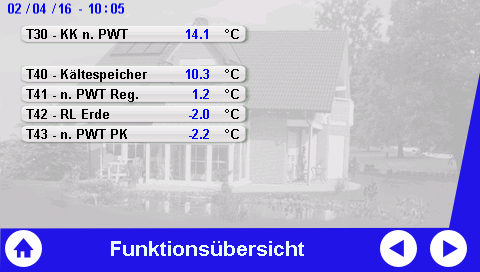 02 /04 /16 - 10:05
T30 - KK n. PWT 14.1 °C
T40 - Kältespeicher 10.3 °C
T41 - n. PWT Reg. 1.2 °C
T42 - RL Erde -2.0 °C
T43 - n. PWT PK -2.2 °C
Funktionsübersicht